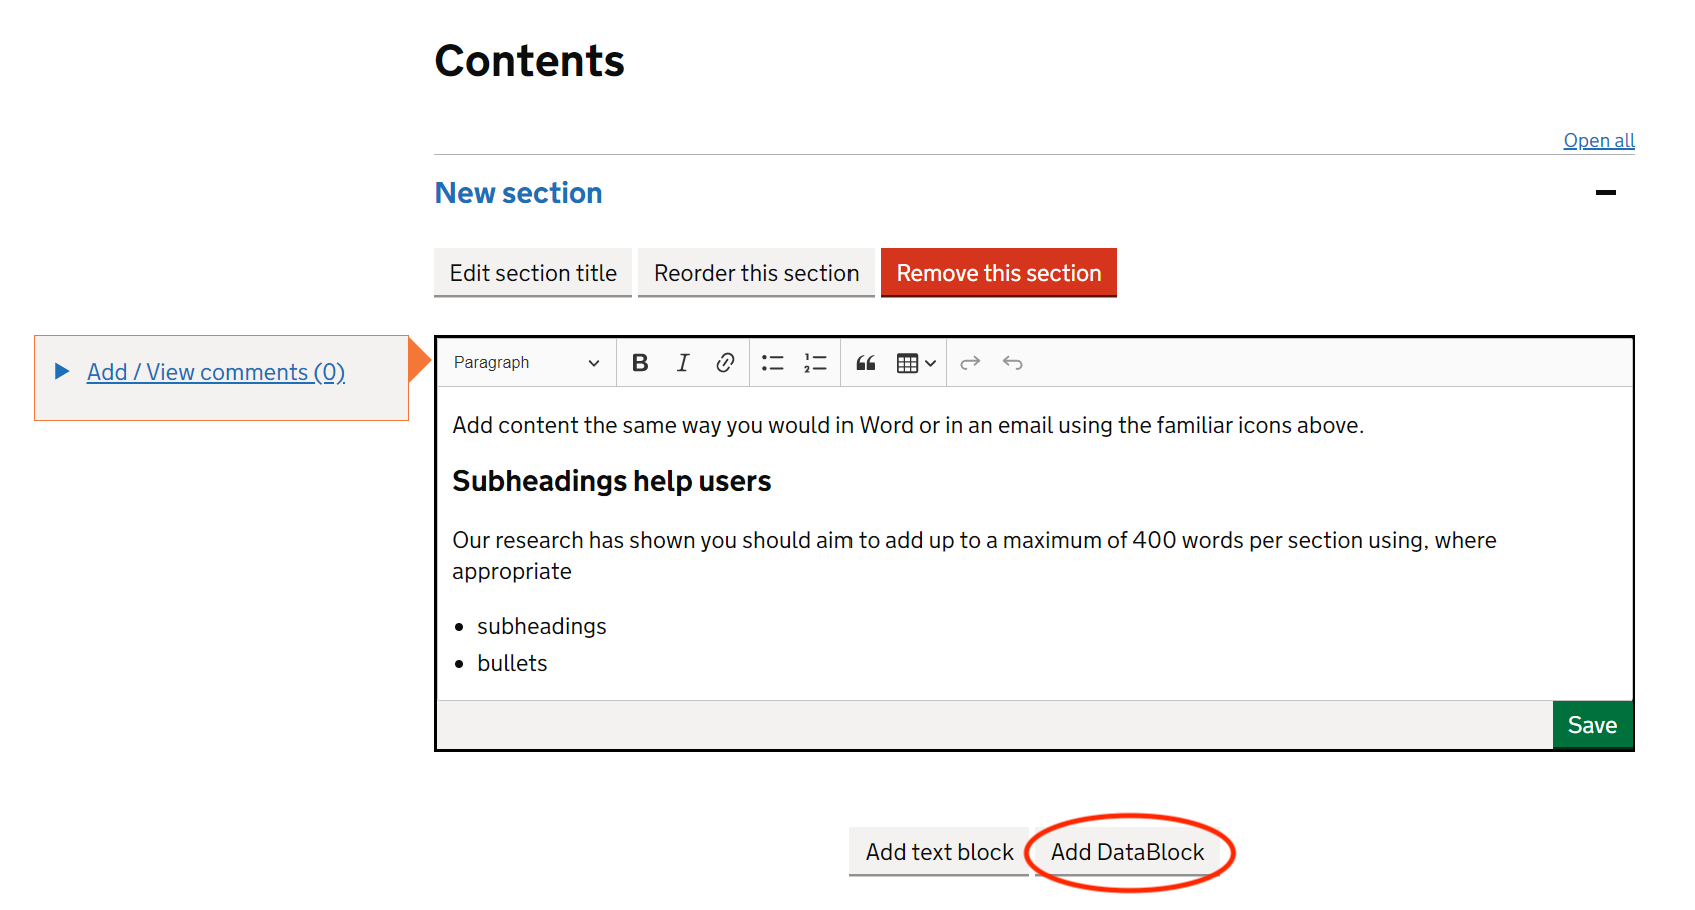 Contents
Open all
New section
Edit section title Reorder this section Remove this section
Add / View comments (0)
Paragraph
Add content the same way you would in Word or in an email using the familiar icons above.
Subheadings help users
Our research has shown you should aim to add up to a maximum of 400 words per section using, where
appropriate
• subheadings
• bullets
Save
Add text block Add DataBlock